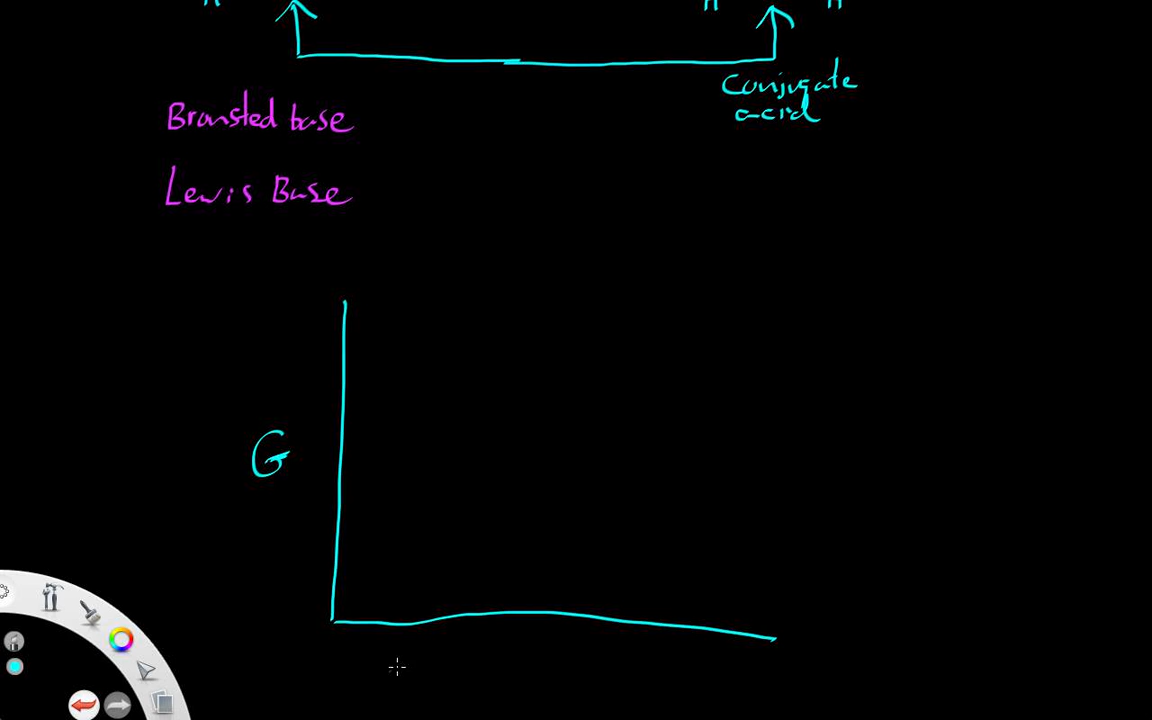 H H H
Conjugate
acid
Bronsted base
Lewis Base
G